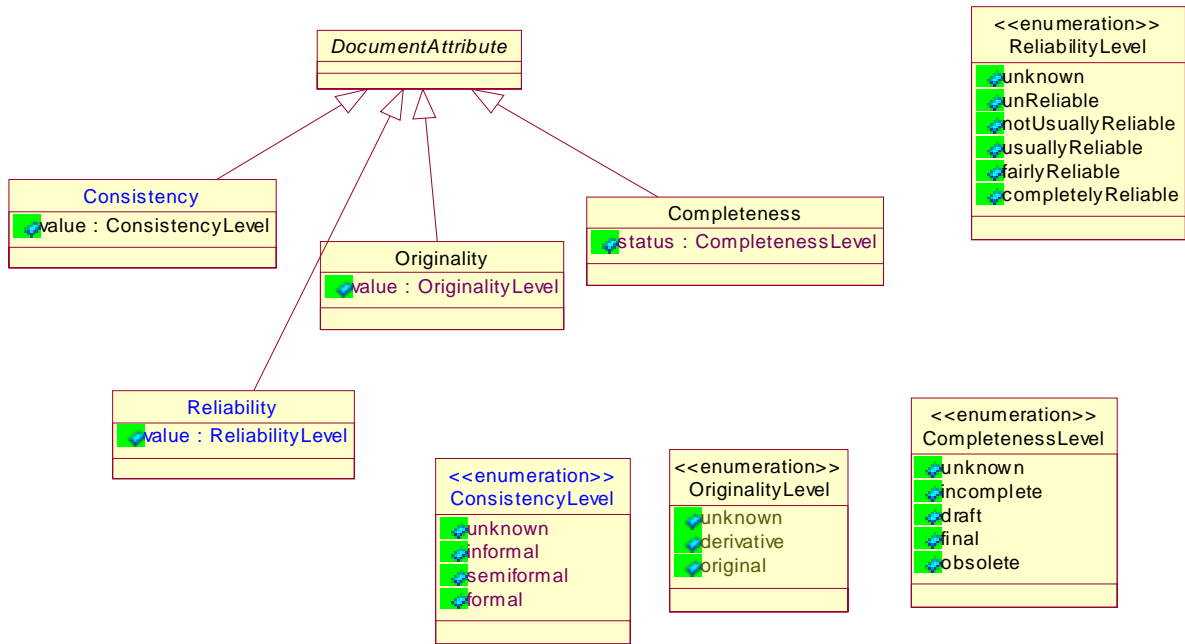 DocumentAttribute
<<enumeration>>
ReliabilityLevel
unknown
unReliable
notUsuallyReliable
usuallyReliable
fairlyReliable
completelyReliable
Consistency
value : ConsistencyLevel
Originality
value : OriginalityLevel
Completeness
status : CompletenessLevel
Reliability
value : ReliabilityLevel
<<enumeration>>
ConsistencyLevel
unknown
informal
semiformal
formal
<<enumeration>>
OriginalityLevel
unknown
derivative
original
<<enumeration>>
CompletenessLevel
unknown
incomplete
draft
final
obsolete